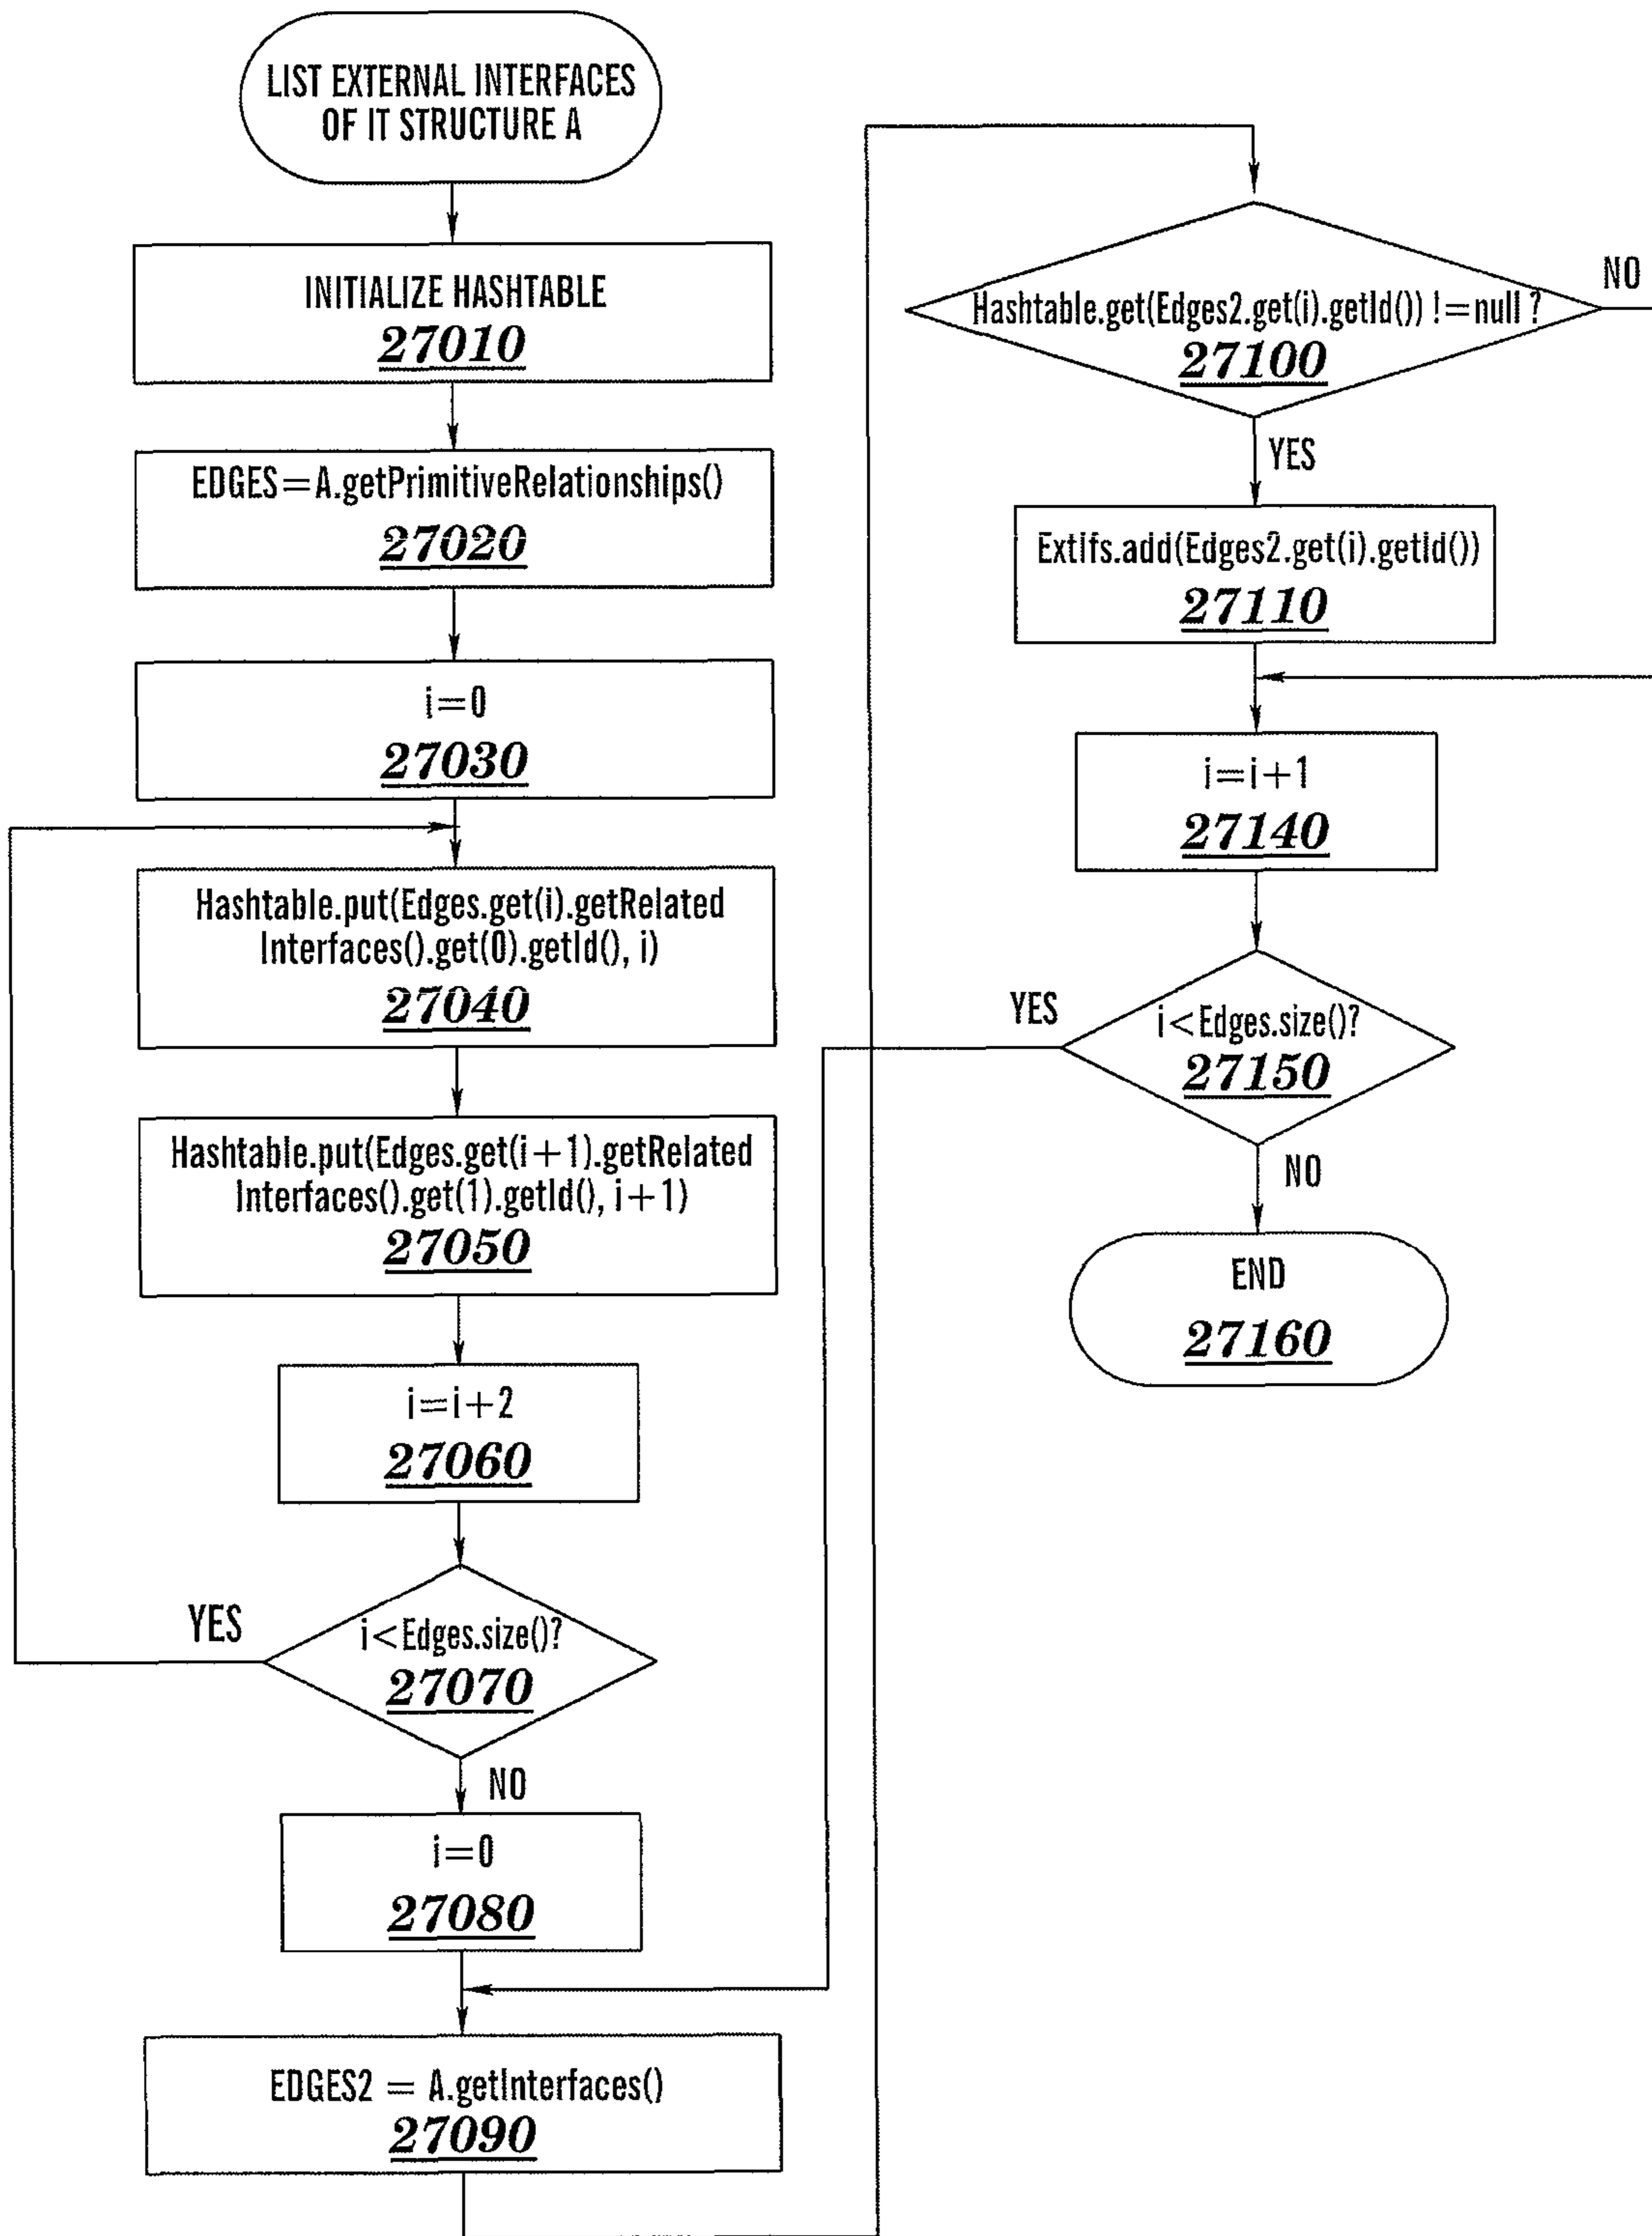 LIST EXTERNAL INTERFACES
OF IT STRUCTURE A
INITIALIZE HASHTABLE
27010
EDGES=A.getPrimitiveRelationships()
27020
i=0
27030
Hashtable.put(Edges.get(i).getRelated
Interfaces().get(0).getId(), i)
27040
Hashtable.put(Edges.get(i+1).getRelated
Interfaces().get(1).getId(), i+1)
27050
i=i+2
27060
YES
i<Edges.size()?
27070
NO
i=0
27080
EDGES2 = A.getInterfaces()
27090
NO
Hashtable.get(Edges2.get(i).getId()) !=null ?
27100
YES
ExtIfs.add(Edges2.get(i).getId())
27110
i=i+1
27140
YES
i<Edges.size()?
27150
NO
END
27160